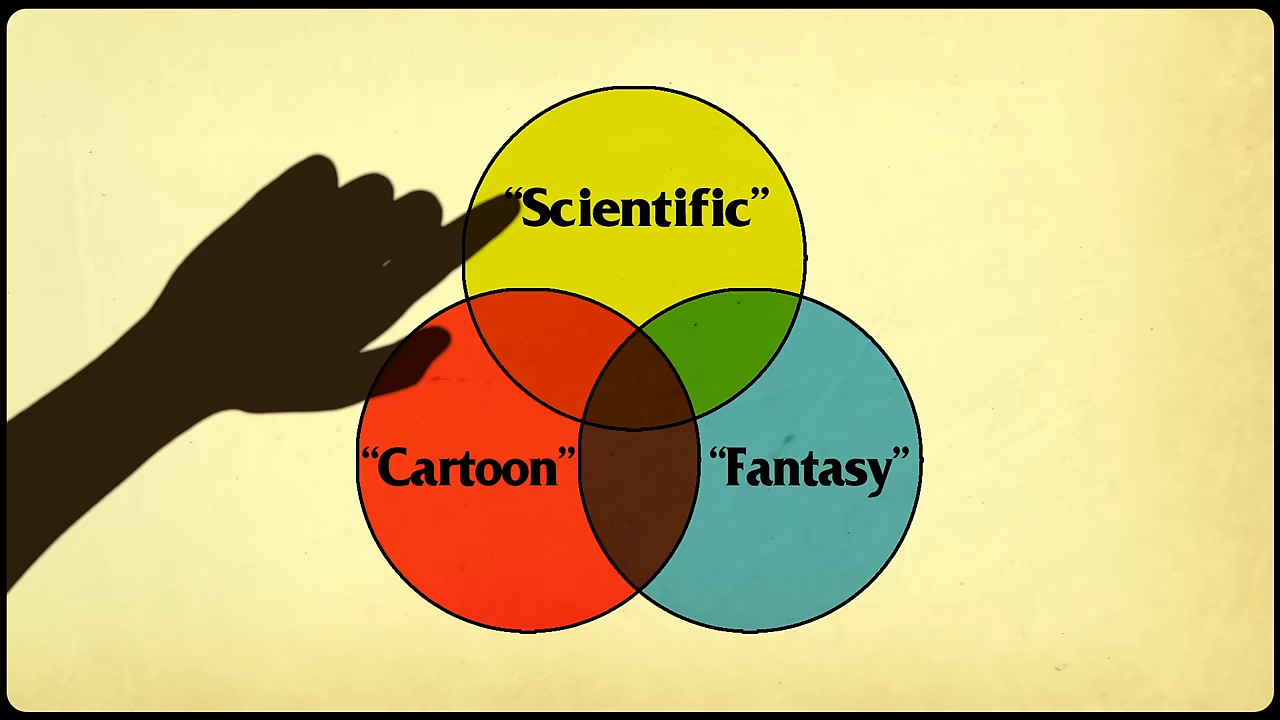 “Scientific”
“Cartoon”
“Fantasy”